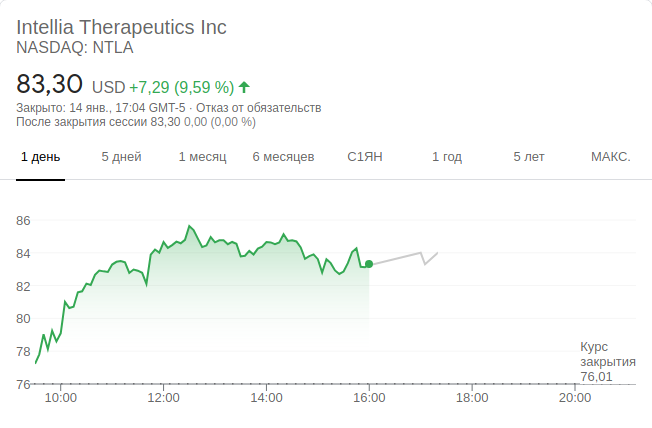 Intellia Therapeutics Inc
NASDAQ: NTLA
83,30 USD +7,29 (9,59 %)
Закрыто: 14 янв., 17:04 GMT-5 · Отказ от обязательств
После закрытия сессии 83,30 0,00 (0,00 %)
1 день 5 дней 1 месяц 6 месяцев С1ЯН 1 год 5 лет МАКС.
86
84
82
80
78
Курс
закрытия
76,01
76
10:00 12:00 14:00 16:00 18:00 20:00